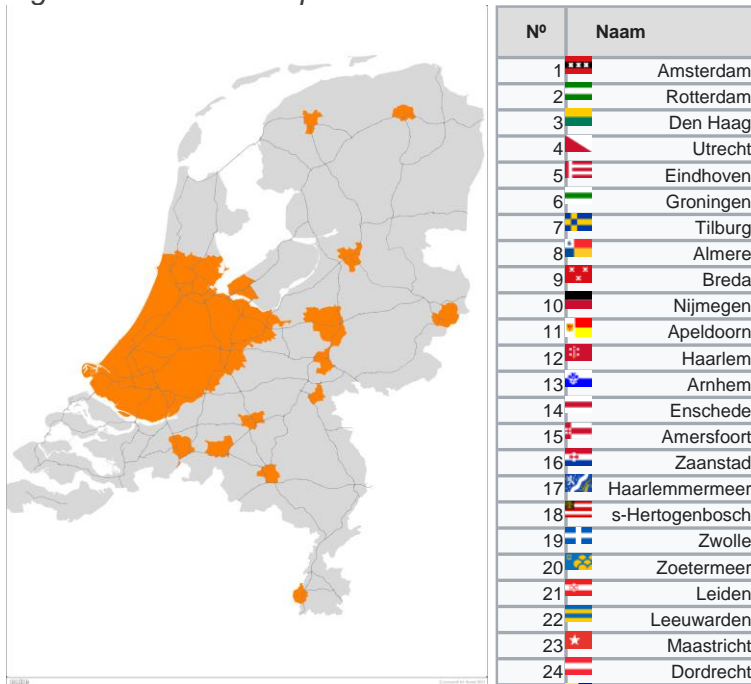 Nº Naam
1 Amsterdam
2 Rotterdam
3 Den Haag
4 Utrecht
5 Eindhoven
6 Groningen
7 Tilburg
8 Almere
9 Breda
10 Nijmegen
11 Apeldoorn
12 Haarlem
13 Arnhem
14 Enschede
15 Amersfoort
16 Zaanstad
17 Haarlemmermeer
18 s-Hertogenbosch
19 Zwolle
20 Zoetermeer
21 Leiden
22 Leeuwarden
23 Maastricht
24 Dordrecht